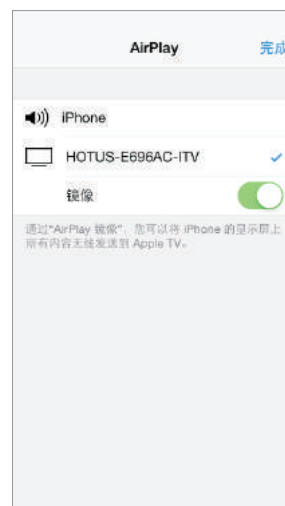 AirPlay 完成
iPhone
HOTUS-E696AC-ITV
镜像
通过"AirPlay 镜像"，您可以将 iPhone 的显示屏上
所有内容无线发送到 Apple TV。